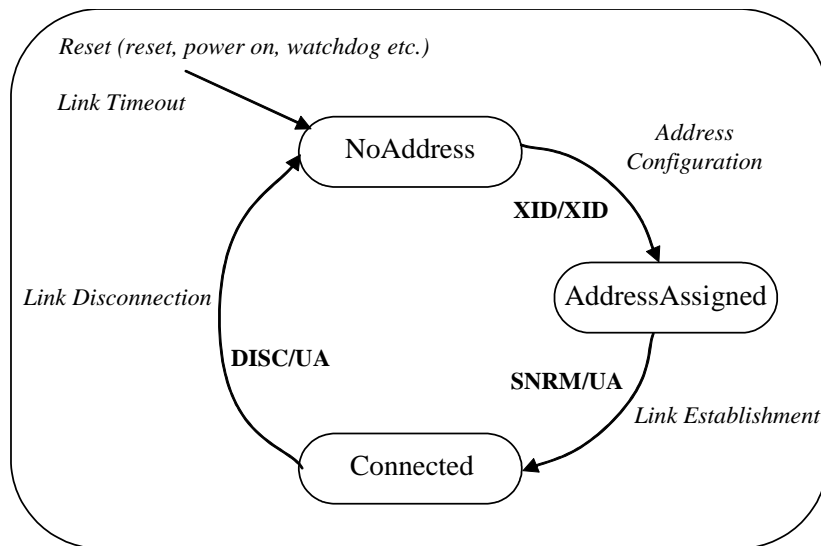 Reset (reset, power on, watchdog etc.)
Link Timeout
NoAddress
Address
Configuration
XID/XID
Link Disconnection
AddressAssigned
DISC/UA
SNRM/UA
Link Establishment
Connected